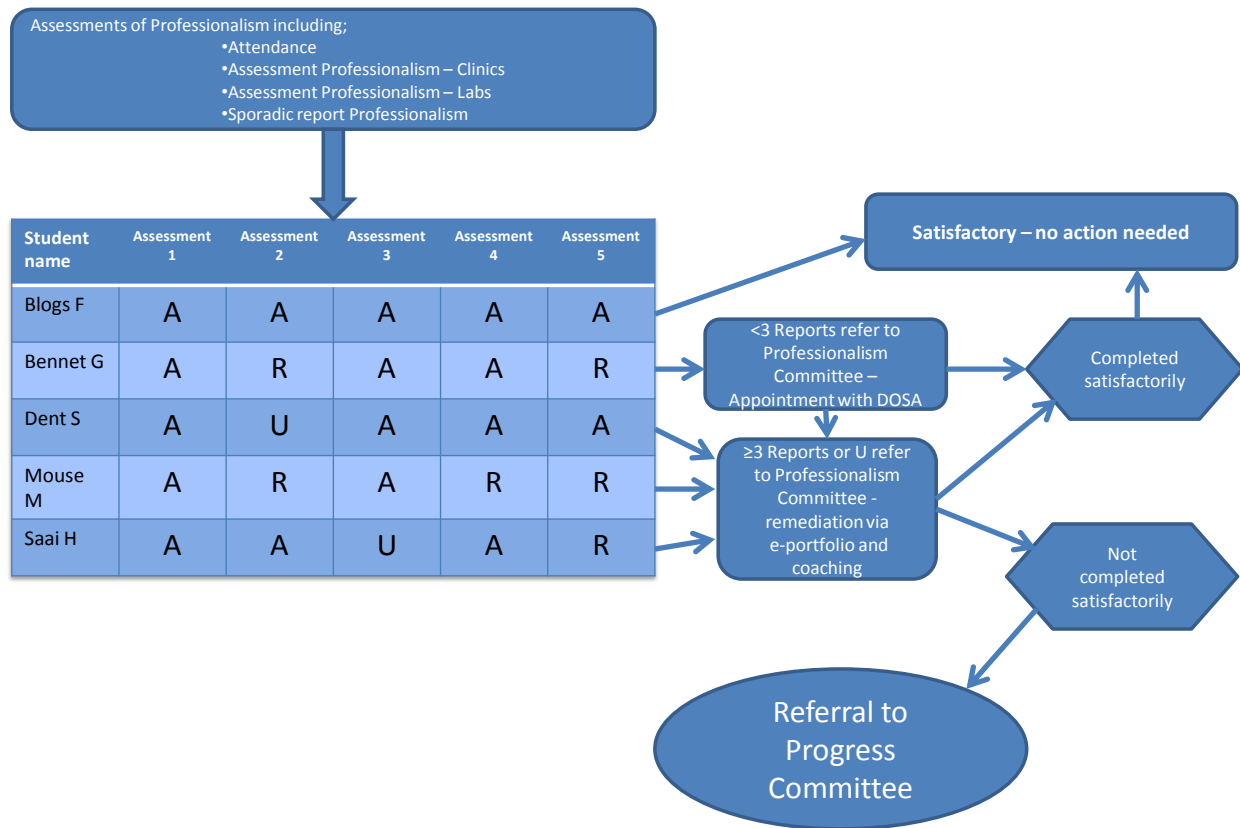 Assessments of Professionalism including;
•Attendance
•Assessment Professionalism – Clinics
•Assessment Professionalism – Labs
•Sporadic report Professionalism
Student name Assessment 1 Assessment 2 Assessment 3 Assessment 4 Assessment 5
Blogs F A A A A A
Bennet G A R A A R
Dent S A U A A A
Mouse M A R A R R
Saai H A A U A R
Satisfactory – no action needed
<3 Reports refer to
Professionalism
Committee –
Appointment with DOSA
Completed
satisfactorily
≥3 Reports or U refer
to Professionalism
Committee -
remediation via
e-portfolio and
coaching
Not
completed
satisfactorily
Referral to
Progress
Committee